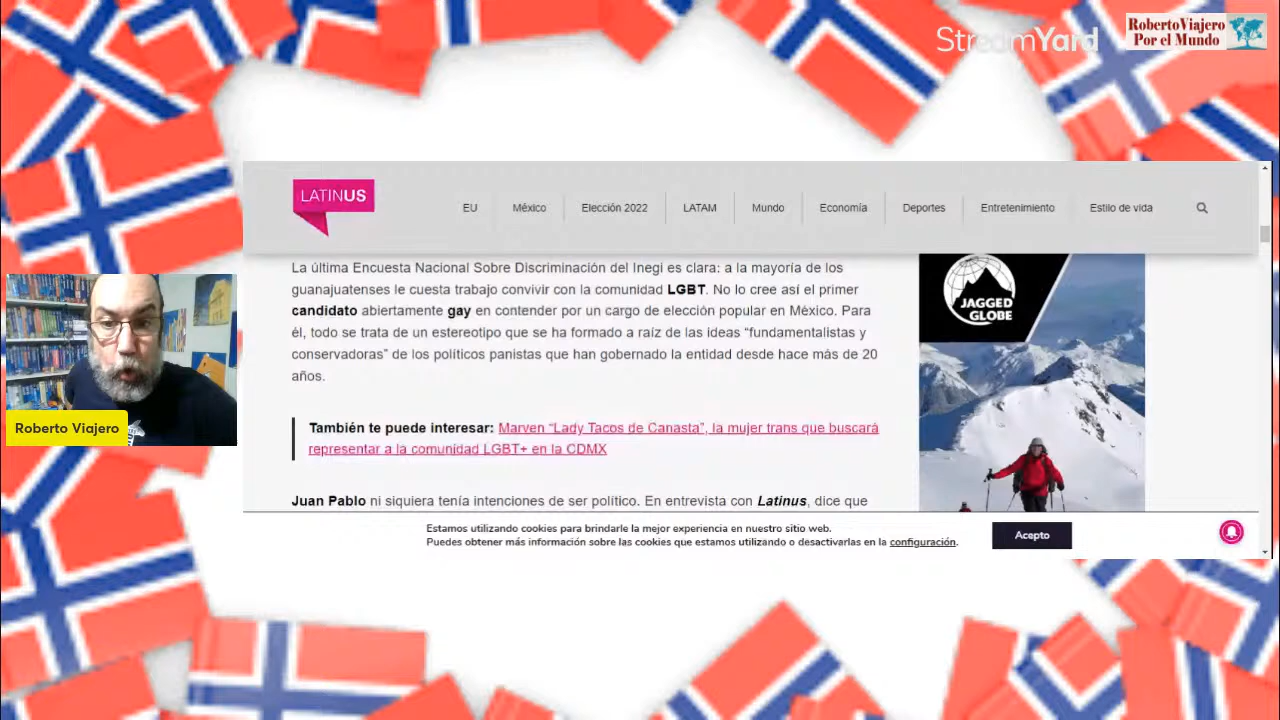 StreamYard
RobertoViajero
Por el Mundo
LATINUS
EU
México
Elección 2022
LATAM
Mundo
Economía
Deportes
Entretenimiento
Estilo de vida
La última Encuesta Nacional Sobre Discriminación del Inegi es clara: a la mayoría de los
guanajuatenses le cuesta trabajo convivir con la comunidad LGBT. No lo cree así el primer
candidato abiertamente gay en contender por un cargo de elección popular en México. Para
él, todo se trata de un estereotipo que se ha formado a raíz de las ideas “fundamentalistas y
conservadoras” de los políticos panistas que han gobernado la entidad desde hace más de 20
años.
JAGGED
GLOBE
También te puede interesar: Marven “Lady Tacos de Canasta”, la mujer trans que buscará
representar a la comunidad LGBT+ en la CDMX
Juan Pablo ni siquiera tenía intenciones de ser político. En entrevista con Latinus, dice que
Roberto Viajero
Estamos utilizando cookies para brindarle la mejor experiencia en nuestro sitio web.
Puedes obtener más información sobre las cookies que estamos utilizando o desactivarlas en la configuración.
Acepto